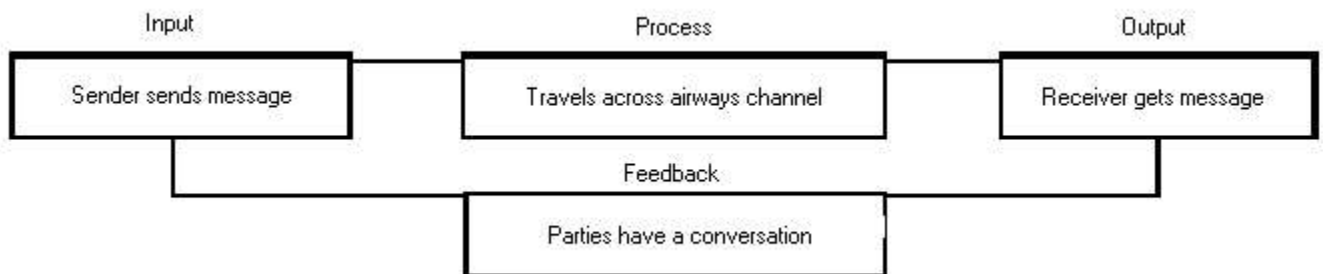 Input
Process
Output
Sender sends message
Travels across airways channel
Receiver gets message
Feedback
Parties have a conversation